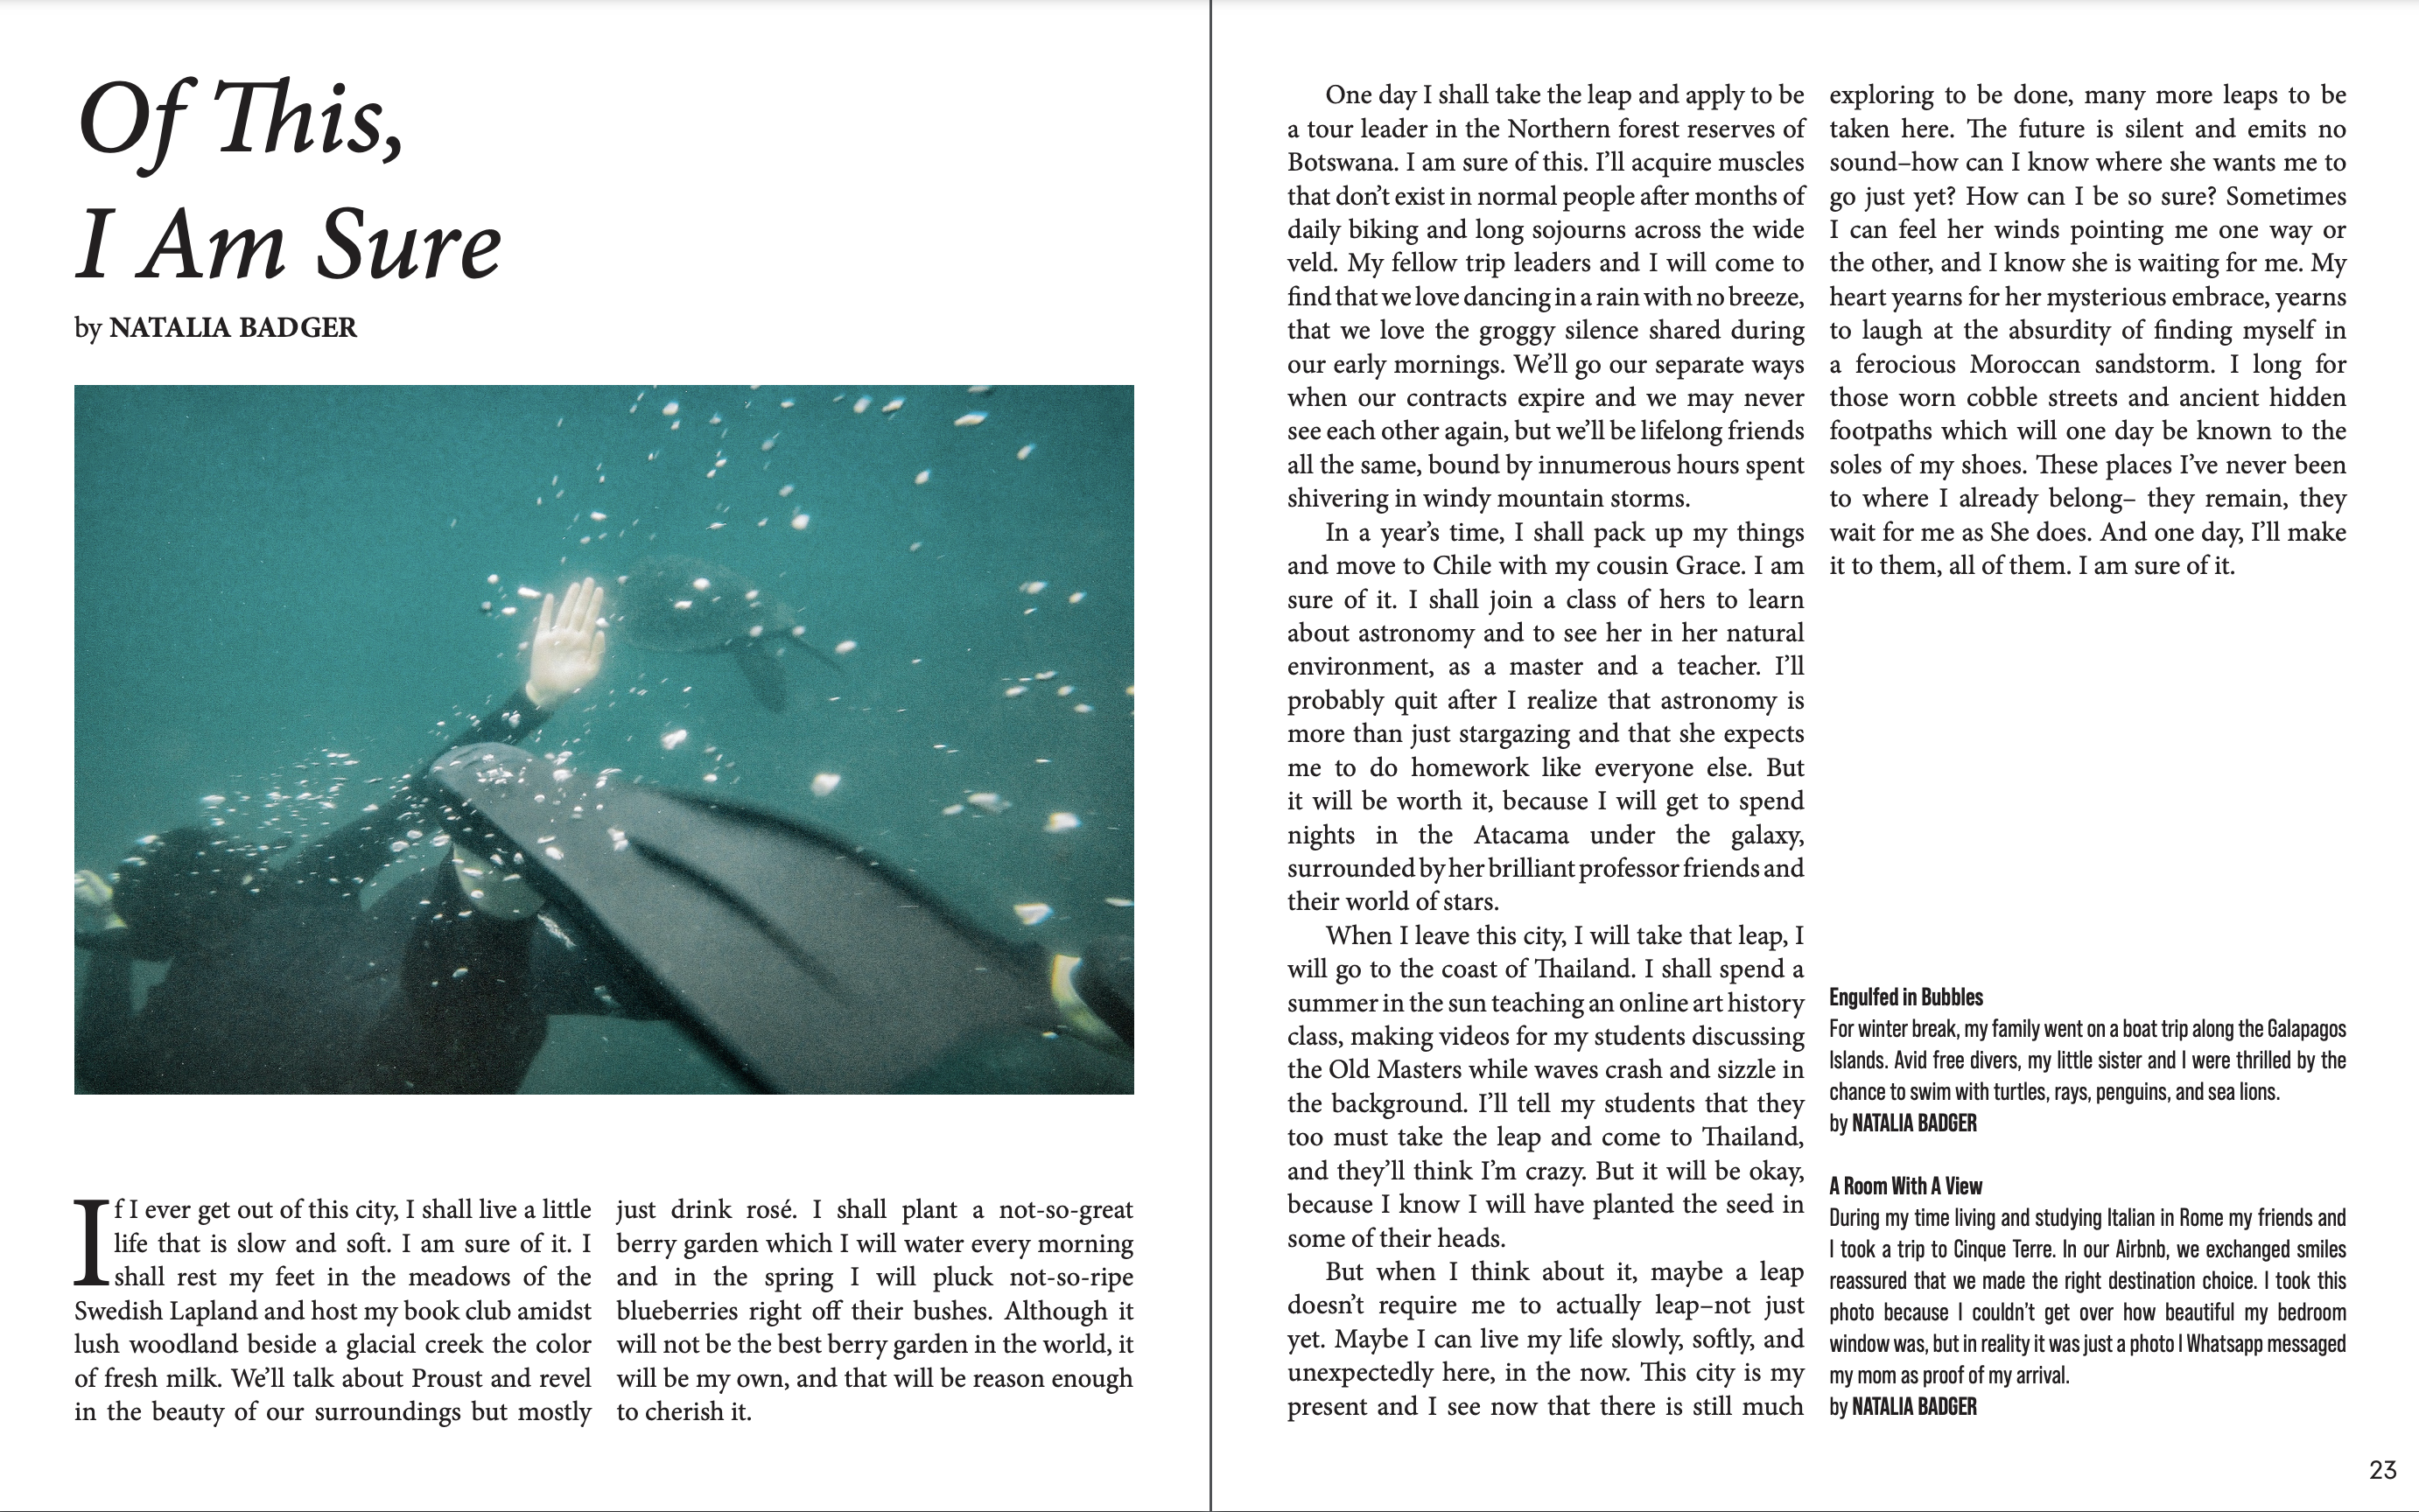 Of This,
I Am Sure
by NATALIA BADGER
If I ever get out of this city, I shall live a little
life that is slow and soft. I am sure of it. I
shall rest my feet in the meadows of the
Swedish Lapland and host my book club amidst
lush woodland beside a glacial creek the color
of fresh milk. We’ll talk about Proust and revel
in the beauty of our surroundings but mostly
just drink rosé. I shall plant a not-so-great
berry garden which I will water every morning
and in the spring I will pluck not-so-ripe
blueberries right off their bushes. Although it
will not be the best berry garden in the world, it
will be my own, and that will be reason enough
to cherish it.
One day I shall take the leap and apply to be
a tour leader in the Northern forest reserves of
Botswana. I am sure of this. I’ll acquire muscles
that don’t exist in normal people after months of
daily biking and long sojourns across the wide
veld. My fellow trip leaders and I will come to
find that we love dancing in a rain with no breeze,
that we love the groggy silence shared during
our early mornings. We’ll go our separate ways
when our contracts expire and we may never
see each other again, but we’ll be lifelong friends
all the same, bound by innumerous hours spent
shivering in windy mountain storms.
In a year’s time, I shall pack up my things
and move to Chile with my cousin Grace. I am
sure of it. I shall join a class of hers to learn
about astronomy and to see her in her natural
environment, as a master and a teacher. I’ll
probably quit after I realize that astronomy is
more than just stargazing and that she expects
me to do homework like everyone else. But
it will be worth it, because I will get to spend
nights in the Atacama under the galaxy,
surrounded by her brilliant professor friends and
their world of stars.
When I leave this city, I will take that leap, I
will go to the coast of Thailand. I shall spend a
summer in the sun teaching an online art history
class, making videos for my students discussing
the Old Masters while waves crash and sizzle in
the background. I’ll tell my students that they
too must take the leap and come to Thailand,
and they’ll think I’m crazy. But it will be okay,
because I know I will have planted the seed in
some of their heads.
But when I think about it, maybe a leap
doesn’t require me to actually leap–not just
yet. Maybe I can live my life slowly, softly, and
unexpectedly here, in the now. This city is my
present and I see now that there is still much
exploring to be done, many more leaps to be
taken here. The future is silent and emits no
sound–how can I know where she wants me to
go just yet? How can I be so sure? Sometimes
I can feel her winds pointing me one way or
the other, and I know she is waiting for me. My
heart yearns for her mysterious embrace, yearns
to laugh at the absurdity of finding myself in
a ferocious Moroccan sandstorm. I long for
those worn cobble streets and ancient hidden
footpaths which will one day be known to the
soles of my shoes. These places I’ve never been
to where I already belong– they remain, they
wait for me as She does. And one day, I’ll make
it to them, all of them. I am sure of it.
Engulfed in Bubbles
For winter break, my family went on a boat trip along the Galapagos
Islands. Avid free divers, my little sister and I were thrilled by the
chance to swim with turtles, rays, penguins, and sea lions.
by NATALIA BADGER
A Room With A View
During my time living and studying Italian in Rome my friends and
I took a trip to Cinque Terre. In our Airbnb, we exchanged smiles
reassured that we made the right destination choice. I took this
photo because I couldn’t get over how beautiful my bedroom
window was, but in reality it was just a photo I Whatsapp messaged
my mom as proof of my arrival.
by NATALIA BADGER
23